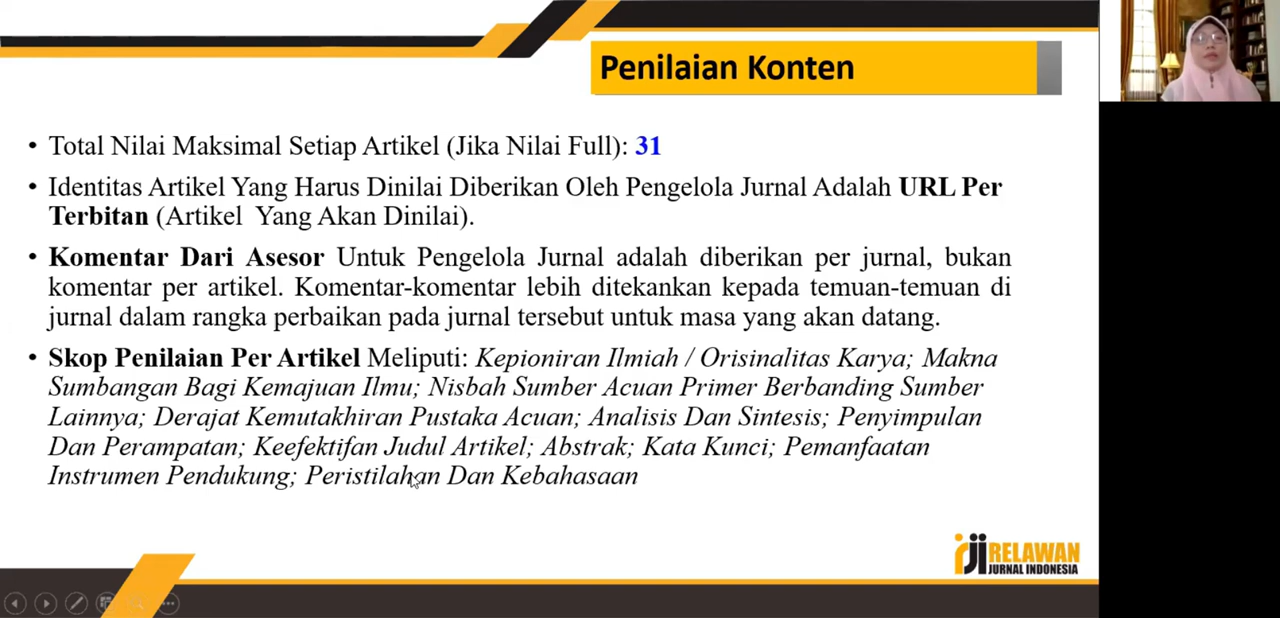 Penilaian Konten
• Total Nilai Maksimal Setiap Artikel (Jika Nilai Full): 31
• Identitas Artikel Yang Harus Dinilai Diberikan Oleh Pengelola Jurnal Adalah URL Per
Terbitan (Artikel Yang Akan Dinilai).
• Komentar Dari Asesor Untuk Pengelola Jurnal adalah diberikan per jurnal, bukan
komentar per artikel. Komentar-komentar lebih ditekankan kepada temuan-temuan di
jurnal dalam rangka perbaikan pada jurnal tersebut untuk masa yang akan datang.
• Skop Penilaian Per Artikel Meliputi: Kepioniran Ilmiah / Orisinalitas Karya; Makna
Sumbangan Bagi Kemajuan Ilmu; Nisbah Sumber Acuan Primer Berbanding Sumber
Lainnya; Derajat Kemutakhiran Pustaka Acuan; Analisis Dan Sintesis; Penyimpulan
Dan Perampatan; Keefektifan Judul Artikel; Abstrak; Kata Kunci; Pemanfaatan
Instrumen Pendukung; Peristilahan Dan Kebahasaan
rji RELAWAN
JURNAL INDONESIA